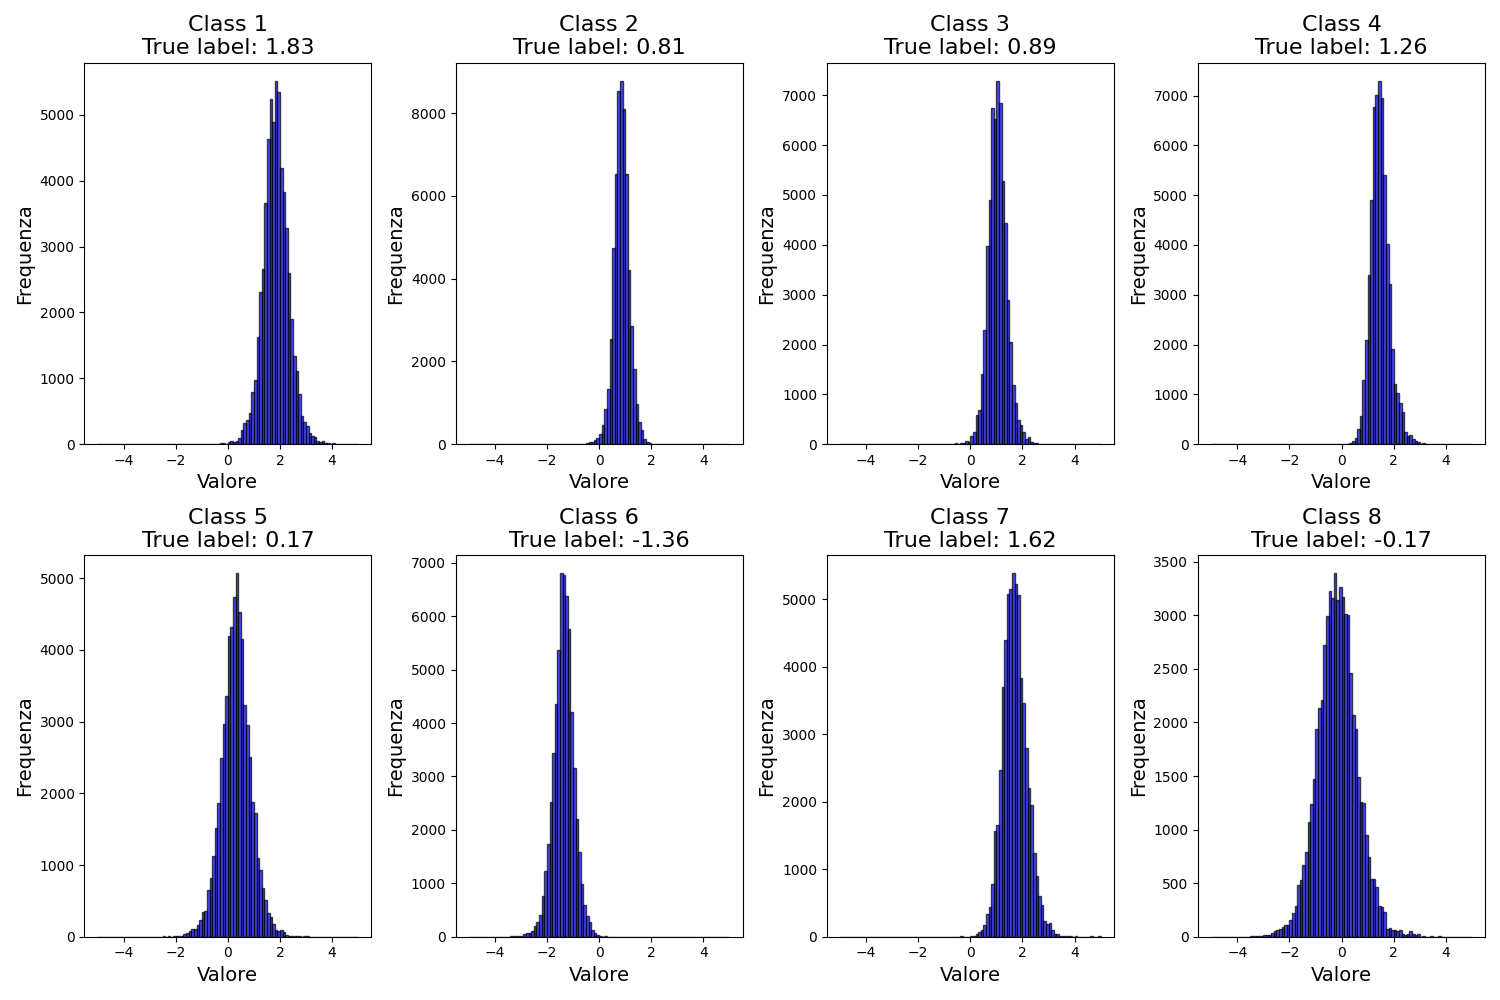 Class 1
True label: 1.83
Frequenza
5000
4000
3000
2000
1000
0
−4 −2 0 2 4
Valore
Class 2
True label: 0.81
Frequenza
8000
6000
4000
2000
0
−4 −2 0 2 4
Valore
Class 3
True label: 0.89
Frequenza
7000
6000
5000
4000
3000
2000
1000
0
−4 −2 0 2 4
Valore
Class 4
True label: 1.26
Frequenza
7000
6000
5000
4000
3000
2000
1000
0
−4 −2 0 2 4
Valore
Class 5
True label: 0.17
Frequenza
5000
4000
3000
2000
1000
0
−4 −2 0 2 4
Valore
Class 6
True label: -1.36
Frequenza
7000
6000
5000
4000
3000
2000
1000
0
−4 −2 0 2 4
Valore
Class 7
True label: 1.62
Frequenza
5000
4000
3000
2000
1000
0
−4 −2 0 2 4
Valore
Class 8
True label: -0.17
Frequenza
3500
3000
2500
2000
1500
1000
500
0
−4 −2 0 2 4
Valore